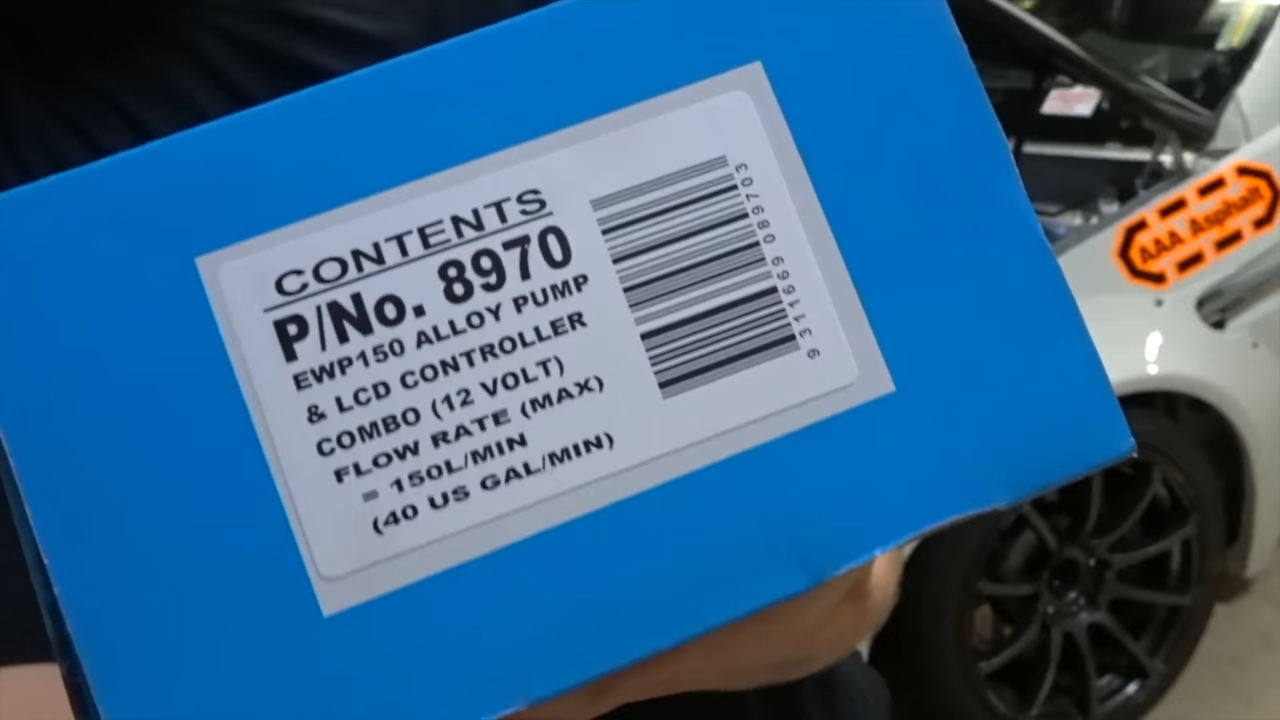 CONTENTS
P/No. 8970
EWP150 ALLOY PUMP
& LCD CONTROLLER
COMBO (12 VOLT)
FLOW RATE (MAX)
= 150L/MIN
(40 US GAL/MIN)
9 311669 089703
AAA Asphalt